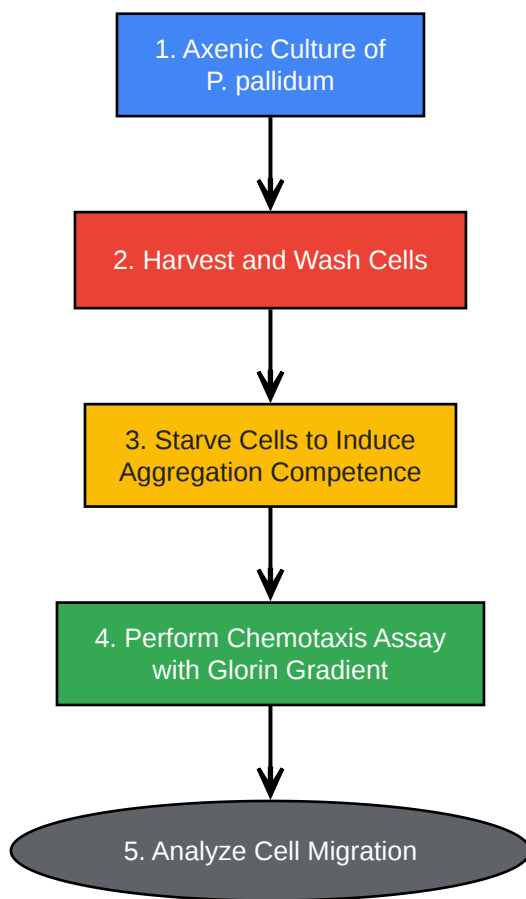 1. Axenic Culture of
P. pallidum
2. Harvest and Wash Cells
3. Starve Cells to Induce
Aggregation Competence
4. Perform Chemotaxis Assay
with Glorin Gradient
5. Analyze Cell Migration